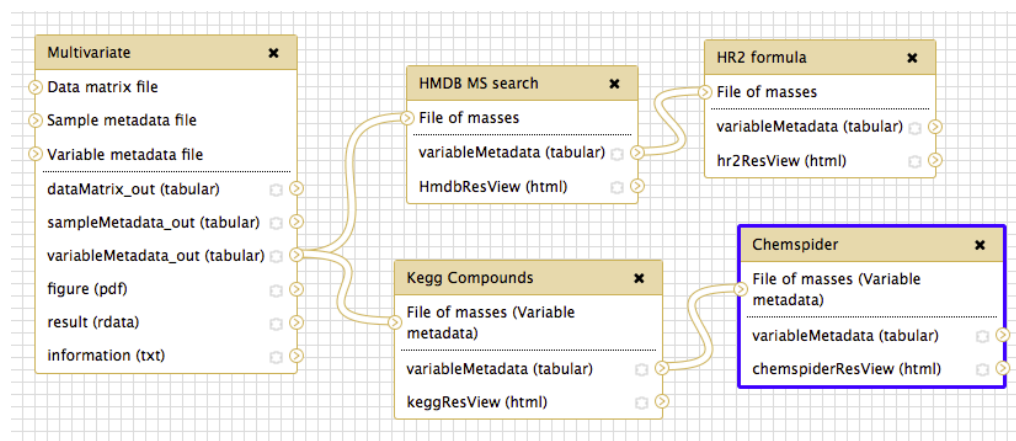 Multivariate
Data matrix file
Sample metadata file
Variable metadata file
dataMatrix_out (tabular)
sampleMetadata_out (tabular)
variableMetadata_out (tabular)
figure (pdf)
result (rdata)
information (txt)
HMDB MS search
File of masses
variableMetadata (tabular)
HmdbResView (html)
HR2 formula
File of masses
variableMetadata (tabular)
hr2ResView (html)
Kegg Compounds
File of masses (Variable
metadata)
variableMetadata (tabular)
keggResView (html)
Chemspider
File of masses (Variable
metadata)
variableMetadata (tabular)
chemspiderResView (html)